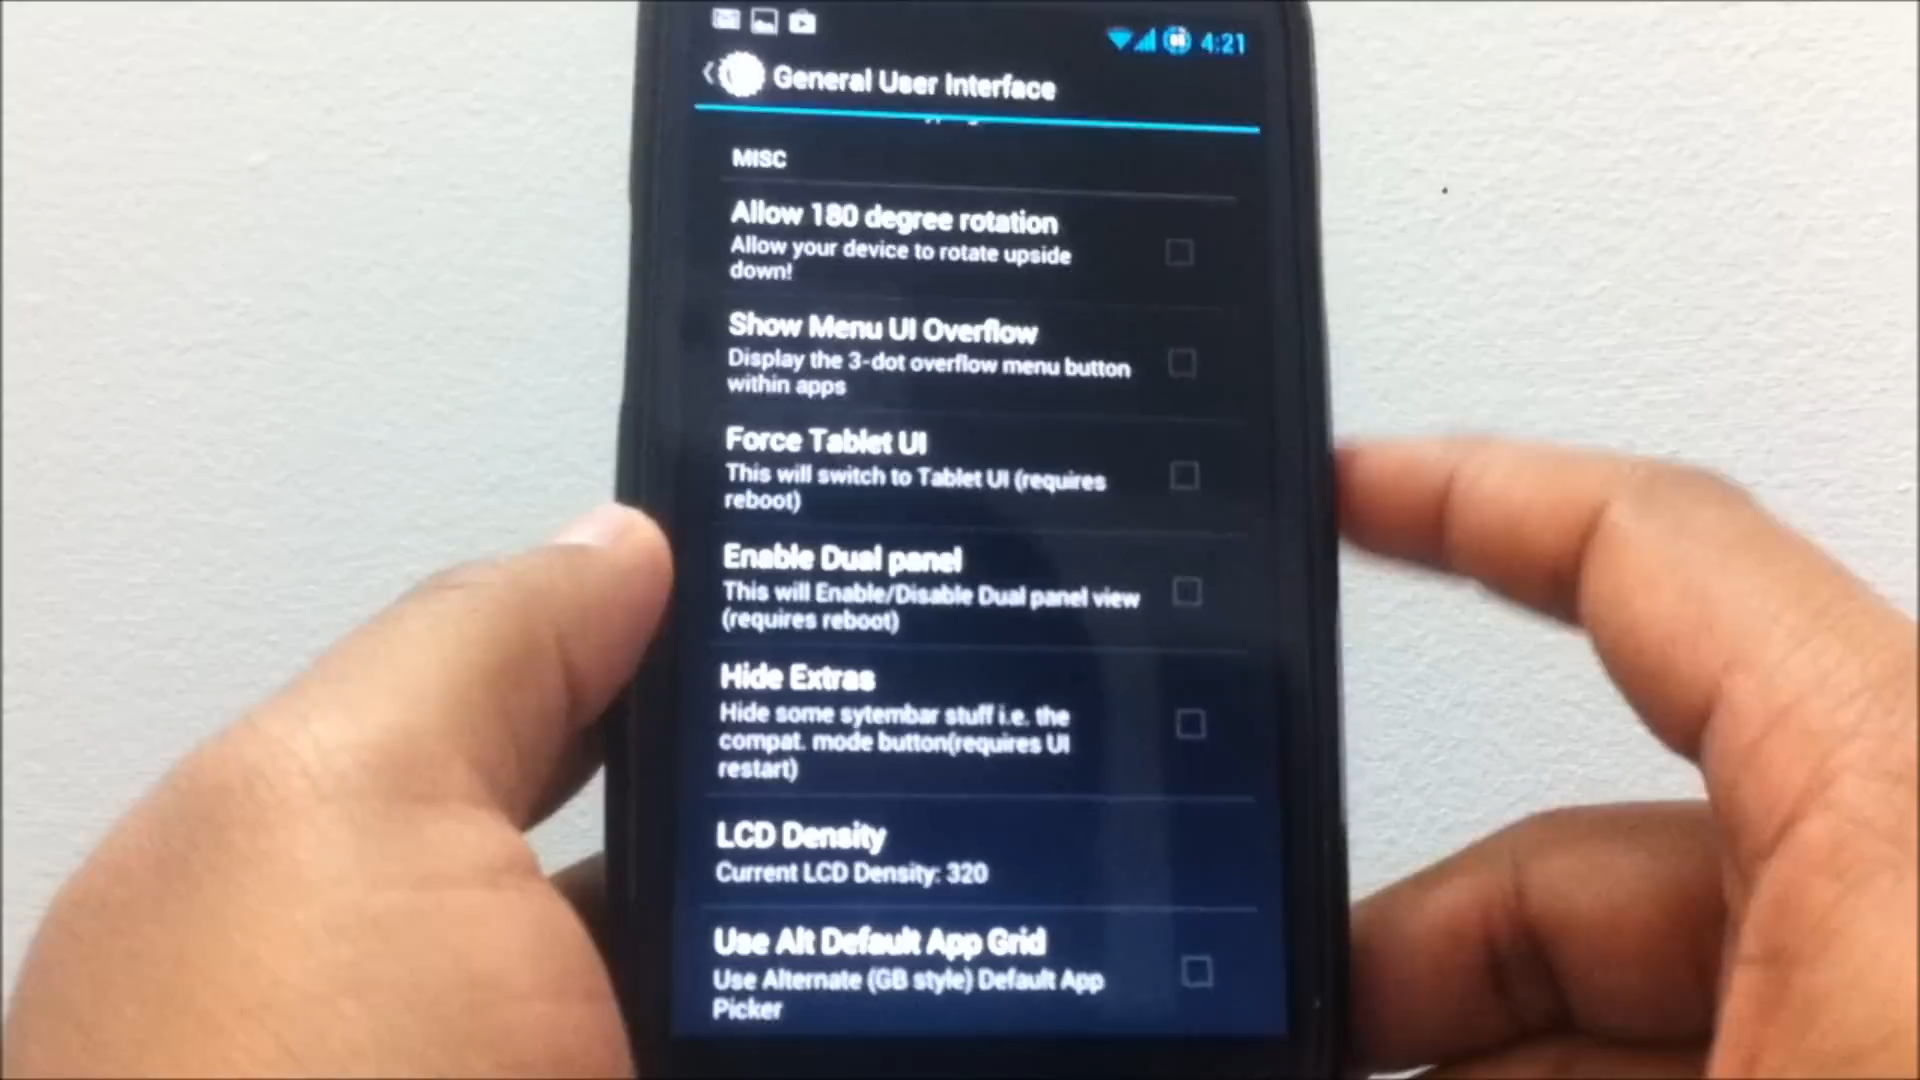 4:21
General User Interface
MISC
Allow 180 degree rotation
Allow your device to rotate upside
down!
Show Menu UI Overflow
Display the 3-dot overflow menu button
within apps
Force Tablet UI
This will switch to Tablet UI (requires
reboot)
Enable Dual panel
This will Enable/Disable Dual panel view
(requires reboot)
Hide Extras
Hide some sytembar stuff i.e. the
compat. mode button(requires UI
restart)
LCD Density
Current LCD Density: 320
Use Alt Default App Grid
Use Alternate (GB style) Default App
Picker